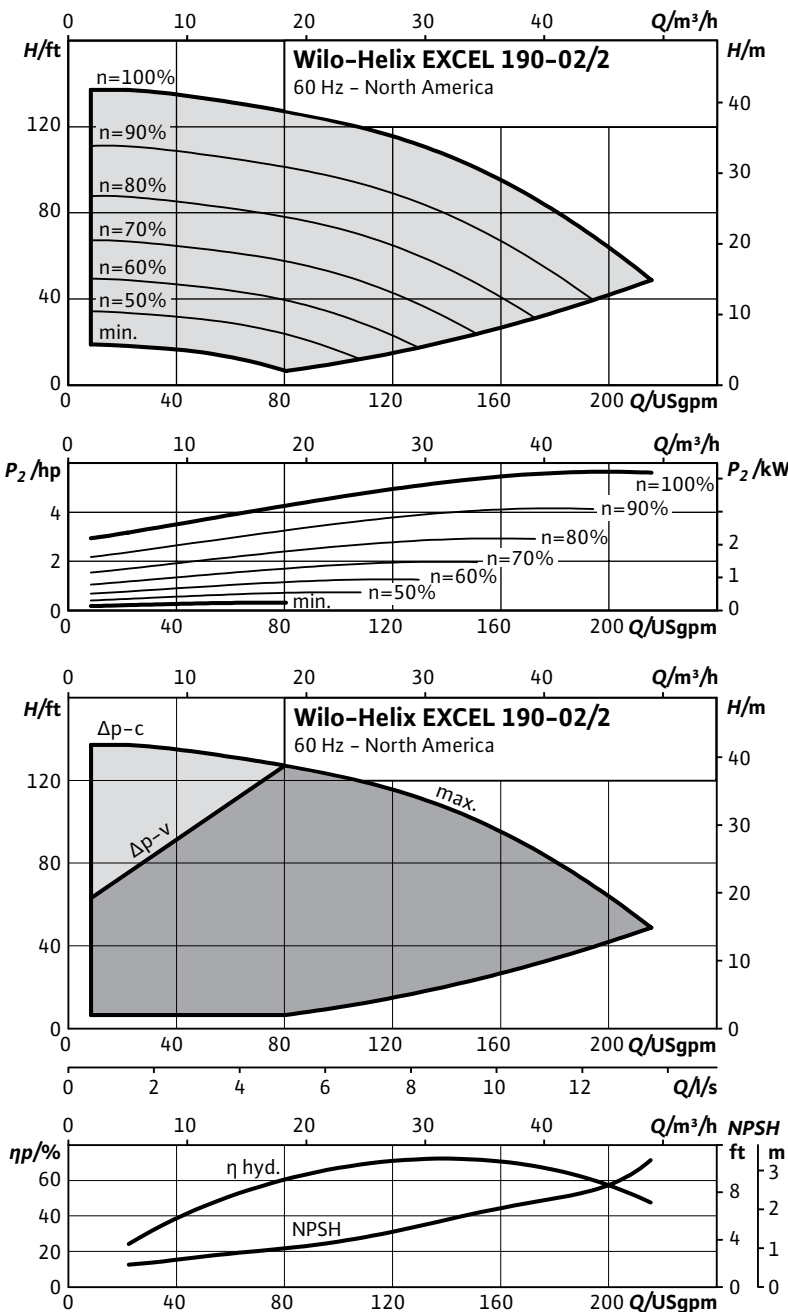 0 10 20 30 40 Q/m³/h
H/ft H/m
Wilo-Helix EXCEL 190-02/2
60 Hz - North America
n=100%
n=90%
n=80%
n=70%
n=60%
n=50%
min.
120
80
40
0
40
30
20
10
0
0 40 80 120 160 200 Q/USgpm
0 10 20 30 40 Q/m³/h
P₂ /hp P₂ /kW
n=100%
n=90%
n=80%
n=70%
n=60%
n=50%
min.
4
2
0
2
1
0
0 40 80 120 160 200 Q/USgpm
0 10 20 30 40 Q/m³/h
H/ft H/m
Wilo-Helix EXCEL 190-02/2
60 Hz - North America
Δp-c
Δp-v
max.
120
80
40
0
40
30
20
10
0
0 40 80 120 160 200 Q/USgpm
0 2 4 6 8 10 12 Q/l/s
0 10 20 30 40 Q/m³/h NPSH
ηp/% ft m
η hyd.
NPSH
60
40
20
0
8
4
0
3
2
1
0
0 40 80 120 160 200 Q/USgpm